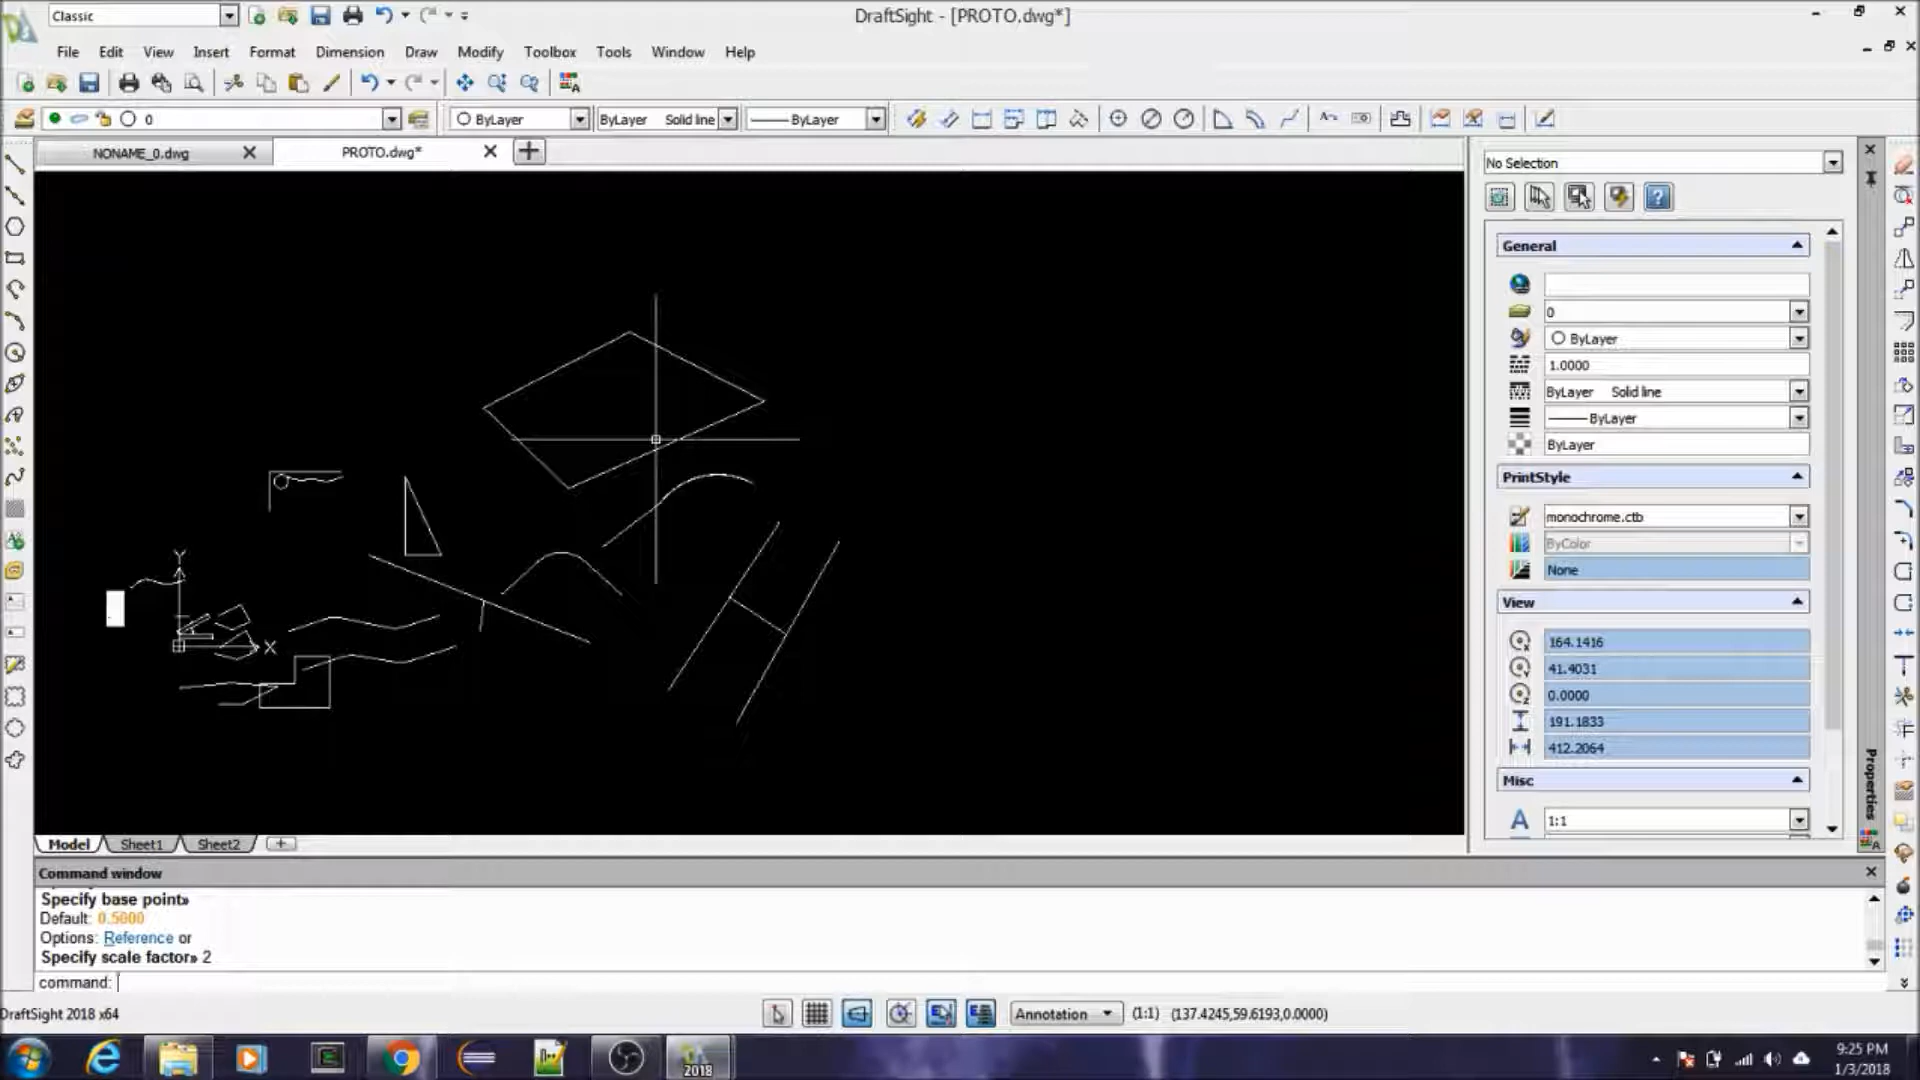 Classic
DraftSight - [PROTO.dwg*]
File Edit View Insert Format Dimension Draw Modify Toolbox Tools Window Help
0
ByLayer
ByLayer Solid line
ByLayer
NONAME_0.dwg
PROTO.dwg*
No Selection
General
0
ByLayer
1.0000
ByLayer Solid line
ByLayer
ByLayer
PrintStyle
monochrome.ctb
ByColor
None
View
164.1416
41.4031
0.0000
191.1833
412.2064
Misc
A 1:1
Properties
Y
X
Model Sheet1 Sheet2
Command window
Specify base point»
Default: 0.5000
Options: Reference or
Specify scale factor» 2
command:
DraftSight 2018 x64
Annotation (1:1) (137.4245,59.6193,0.0000)
2018
9:25 PM
1/3/2018